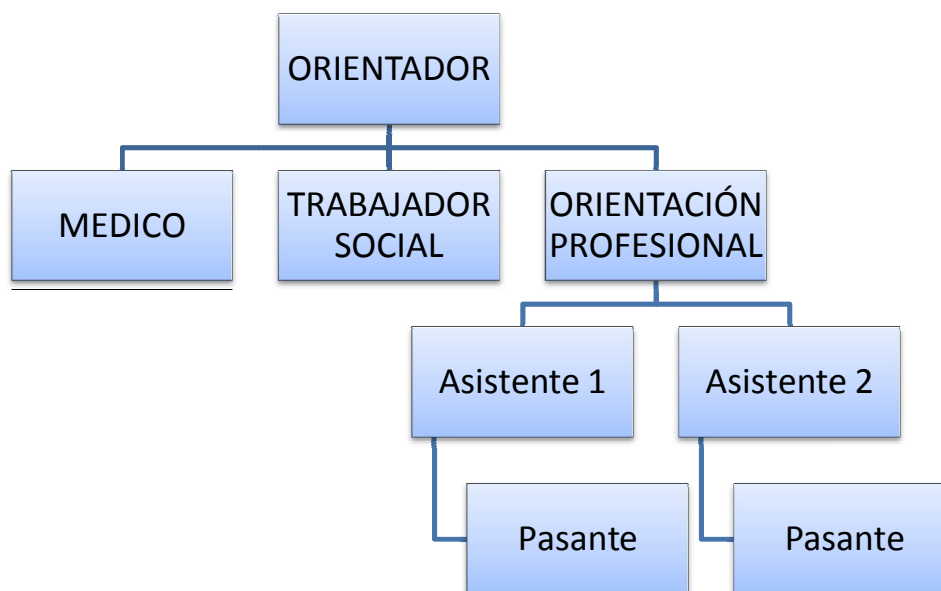 ORIENTADOR
MEDICO
TRABAJADOR
SOCIAL
ORIENTACIÓN
PROFESIONAL
Asistente 1
Asistente 2
Pasante
Pasante